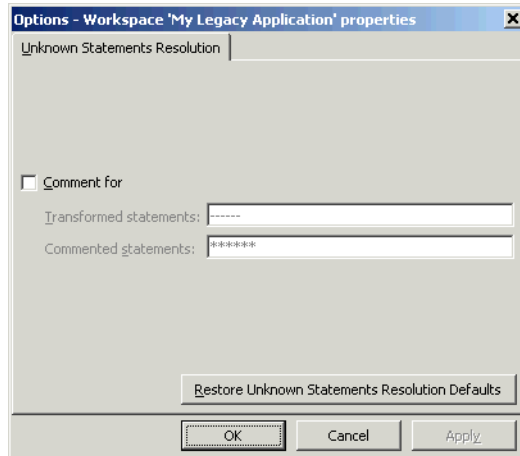 Options - Workspace 'My Legacy Application' properties
Unknown Statements Resolution
Comment for
Transformed statements: ------
Commented statements: ******
Restore Unknown Statements Resolution Defaults
OK Cancel Apply